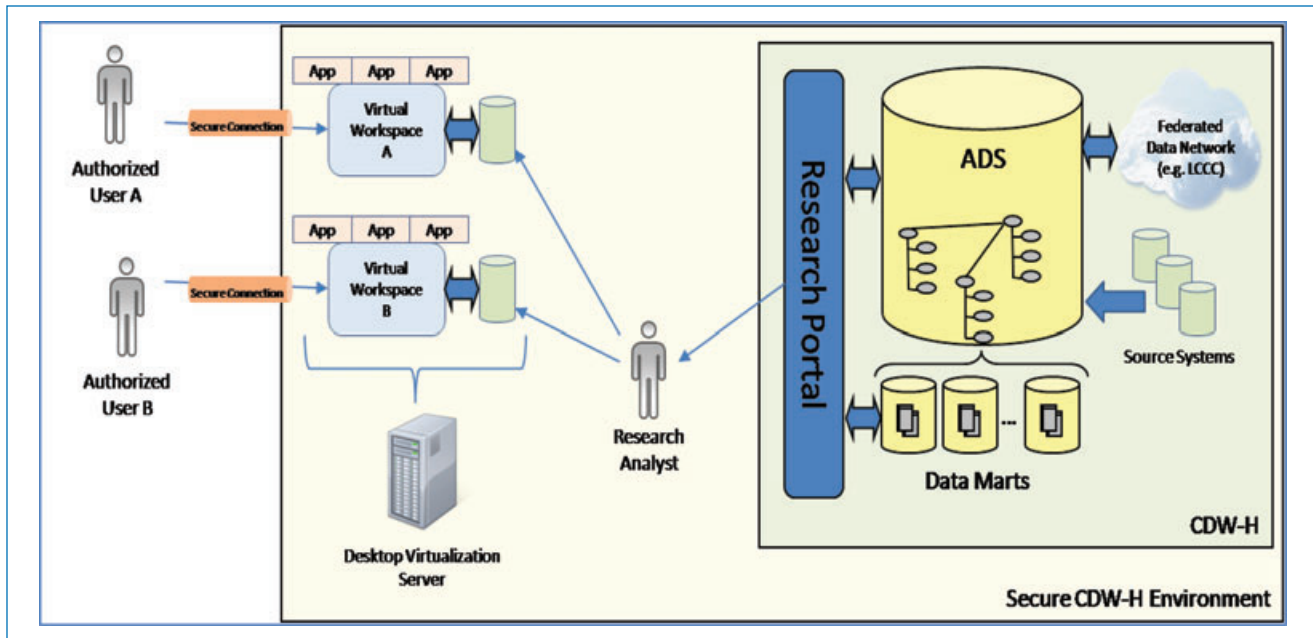 App App App
Secure Connection
Virtual
Workspace
A
Authorized
User A
App App App
Secure Connection
Virtual
Workspace
B
Authorized
User B
Desktop Virtualization
Server
Research
Analyst
Research Portal
ADS
Federated
Data Network
(e.g. LCCC)
Source Systems
...
Data Marts
CDW-H
Secure CDW-H Environment